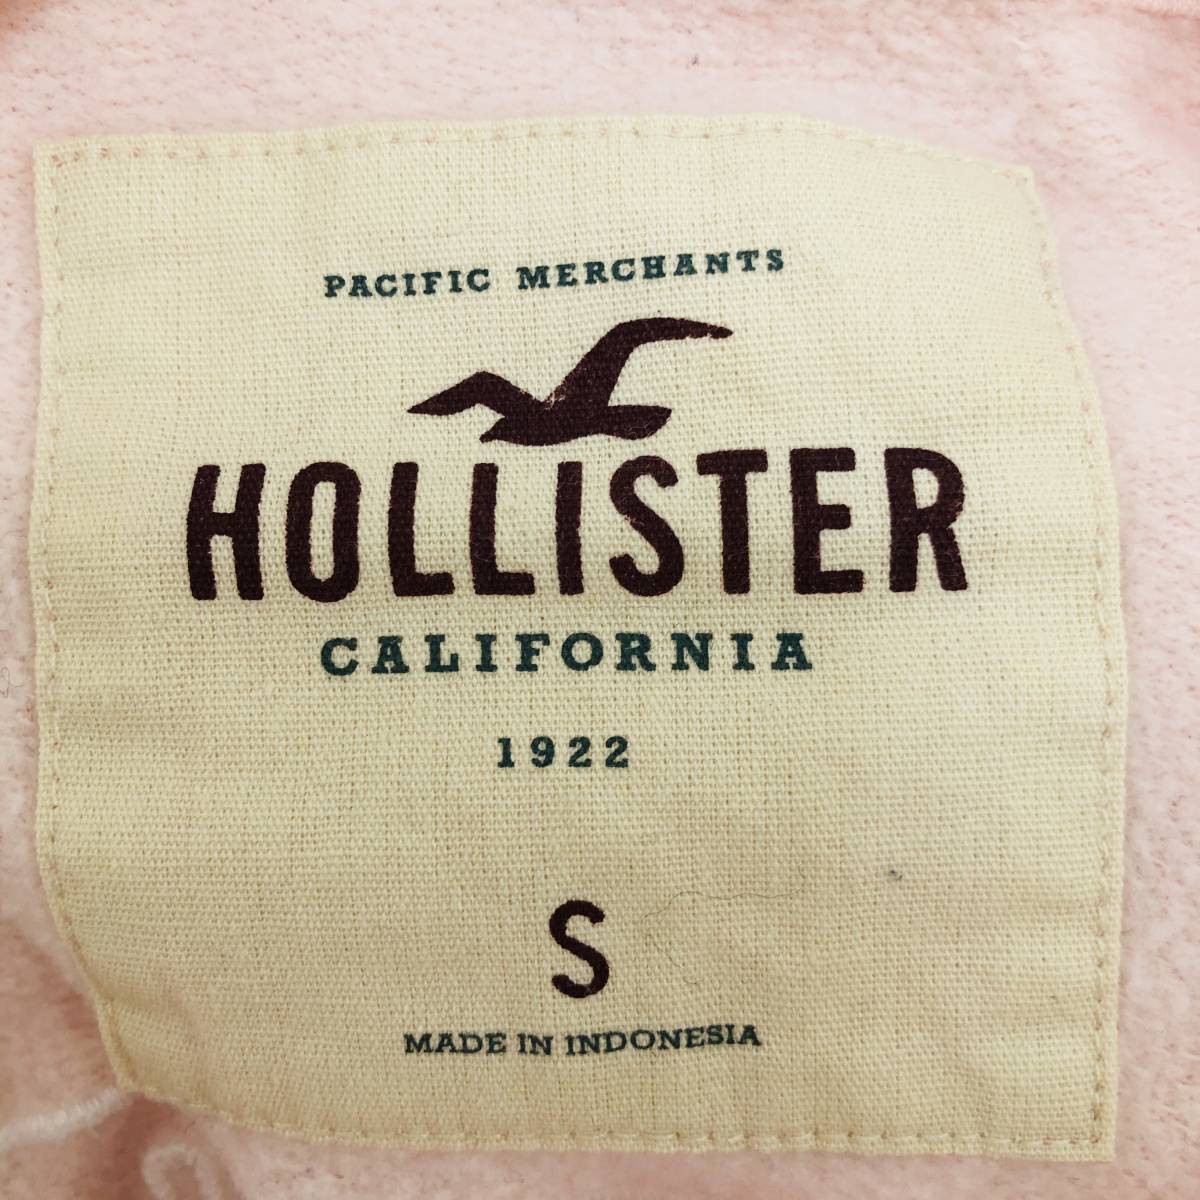 PACIFIC MERCHANTS
HOLLISTER
CALIFORNIA
1922
S
MADE IN INDONESIA